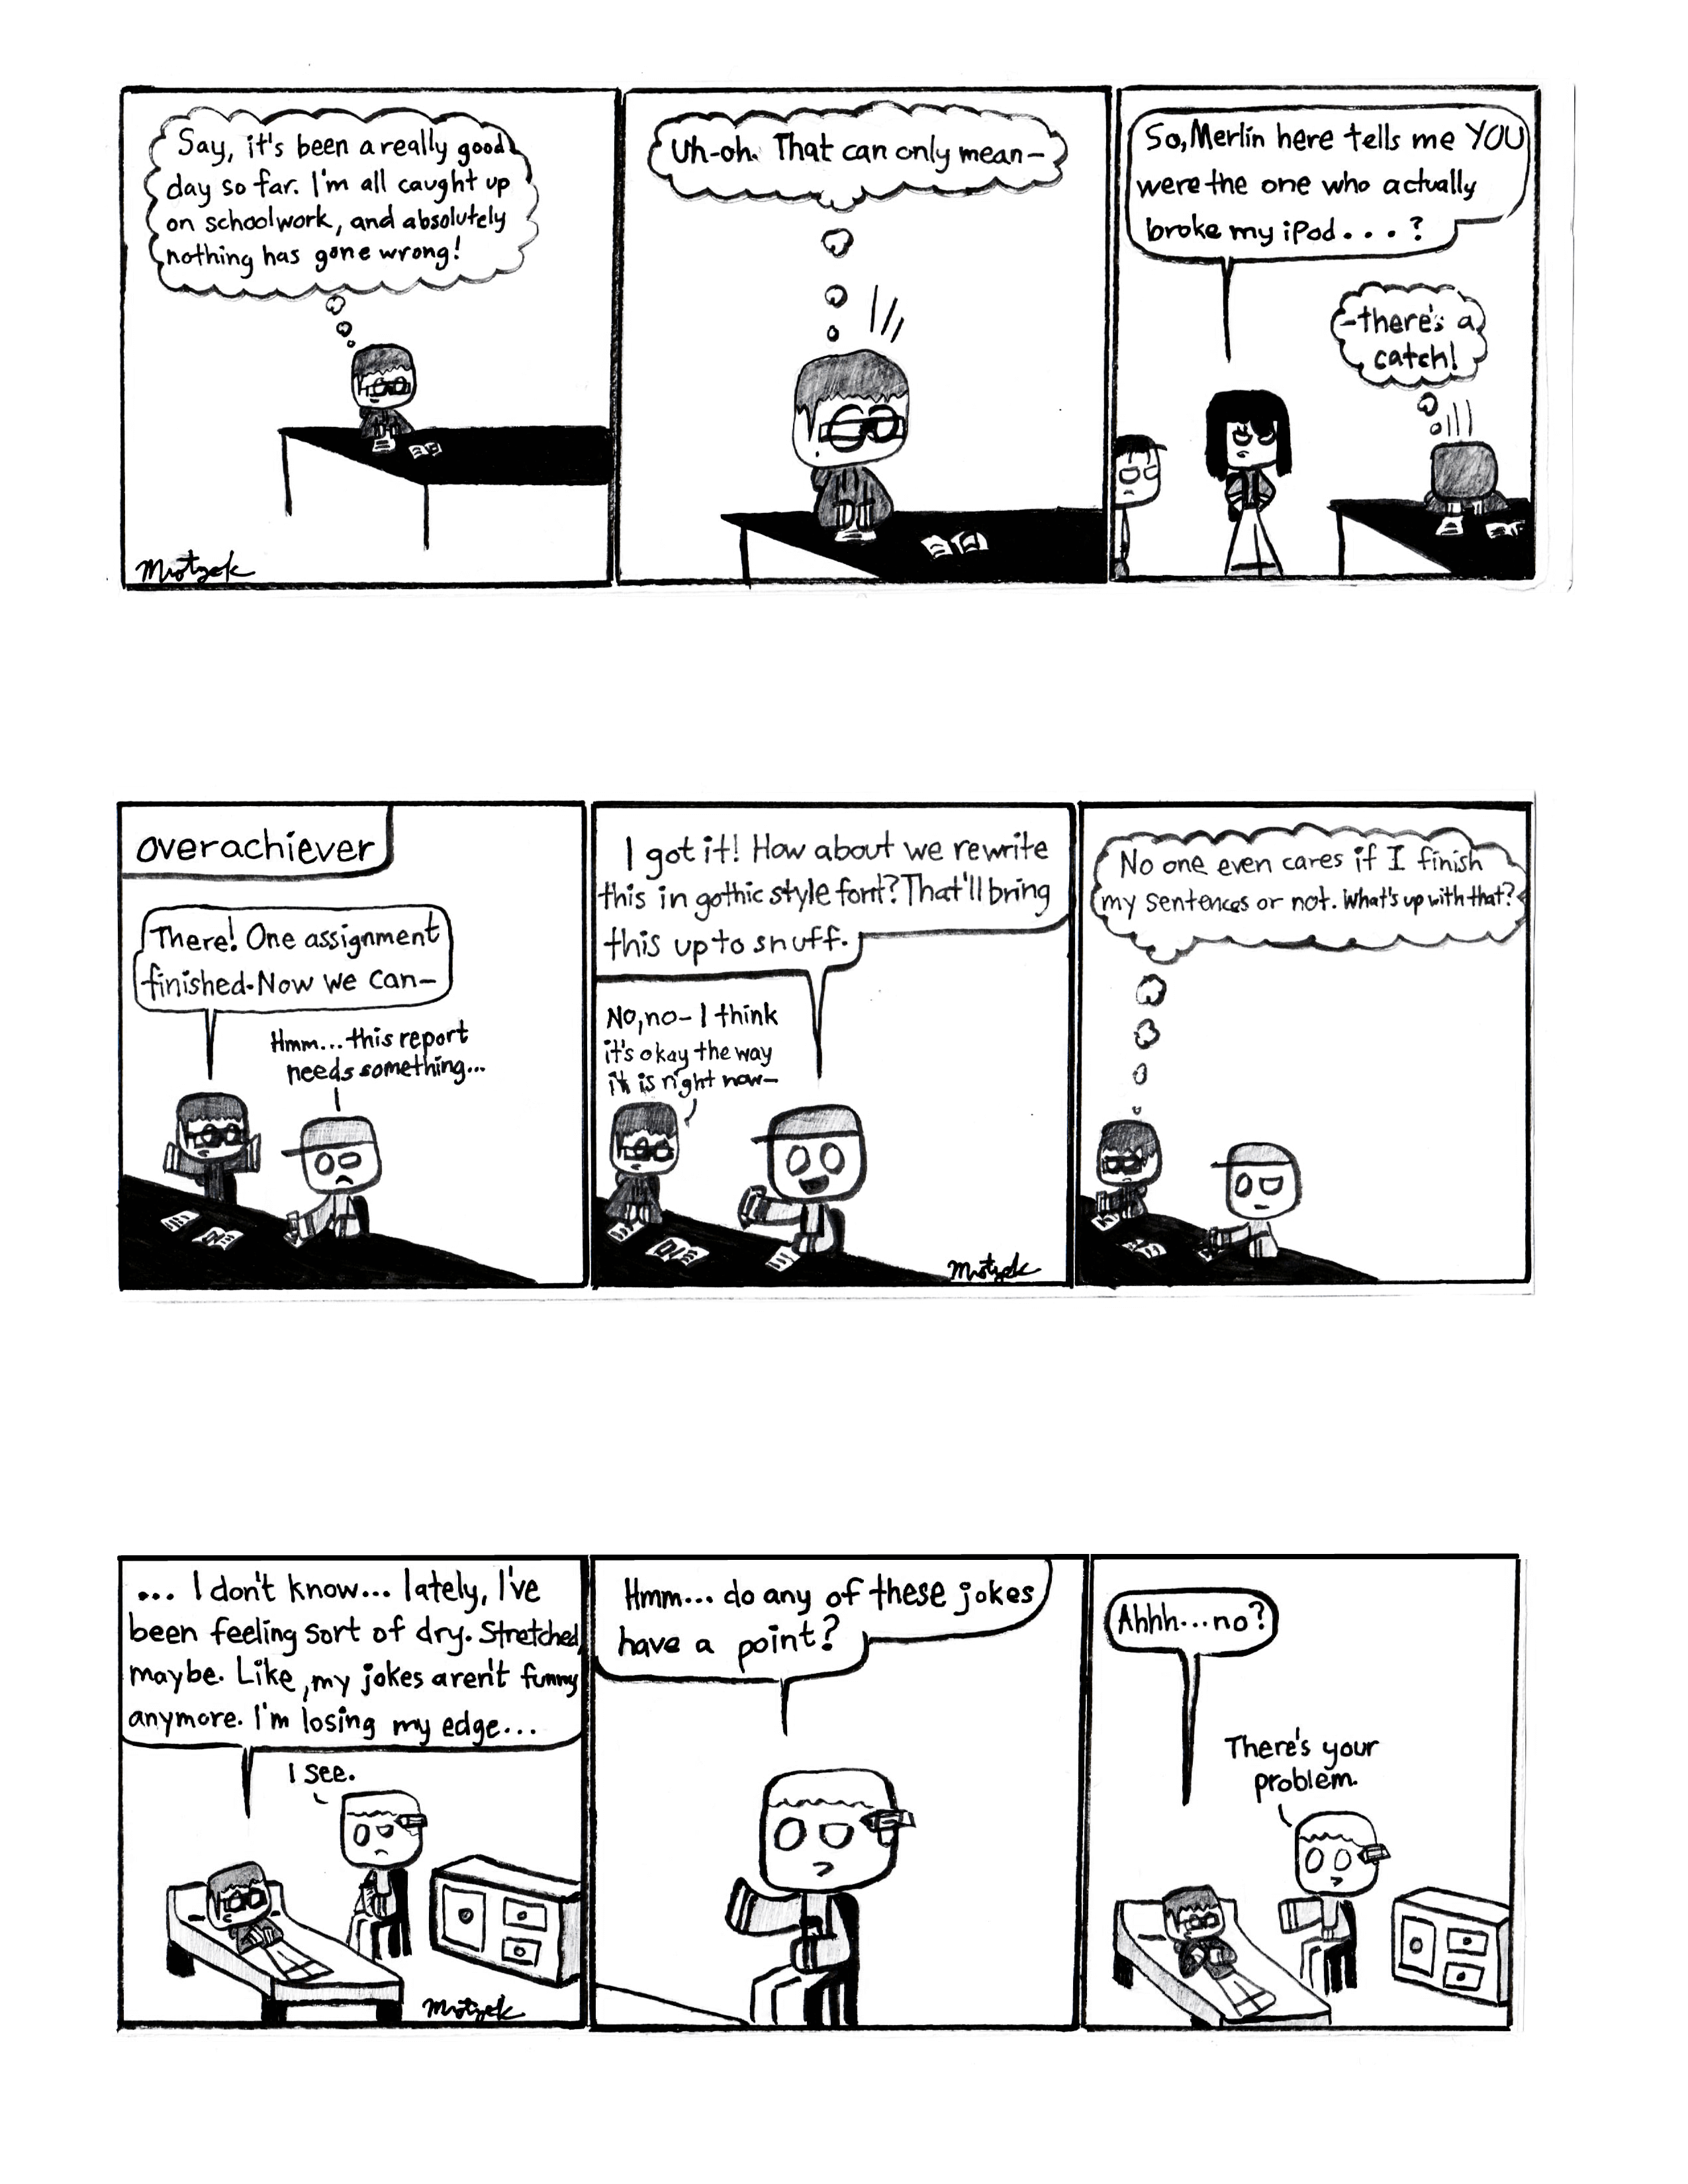 Say, it's been a really good
day so far. I'm all caught up
on schoolwork, and absolutely
nothing has gone wrong!
Mrotzek
Uh-oh. That can only mean-
So, Merlin here tells me YOU
were the one who actually
broke my iPod...?
-there's a
catch!
overachiever
There! One assignment
finished. Now we can-
Hmm...this report
needs something...
I got it! How about we rewrite
this in gothic style font? That'll bring
this up to snuff.
No, no- I think
it's okay the way
it is right now-
Mrotzek
No one even cares if I finish
my sentences or not. What's up with that?
... I don't know... lately, I've
been feeling sort of dry. Stretched,
maybe. Like, my jokes aren't funny
anymore. I'm losing my edge...
I see.
Mrotzek
Hmm... do any of these jokes
have a point?
Ahhh...no?
There's your
problem.